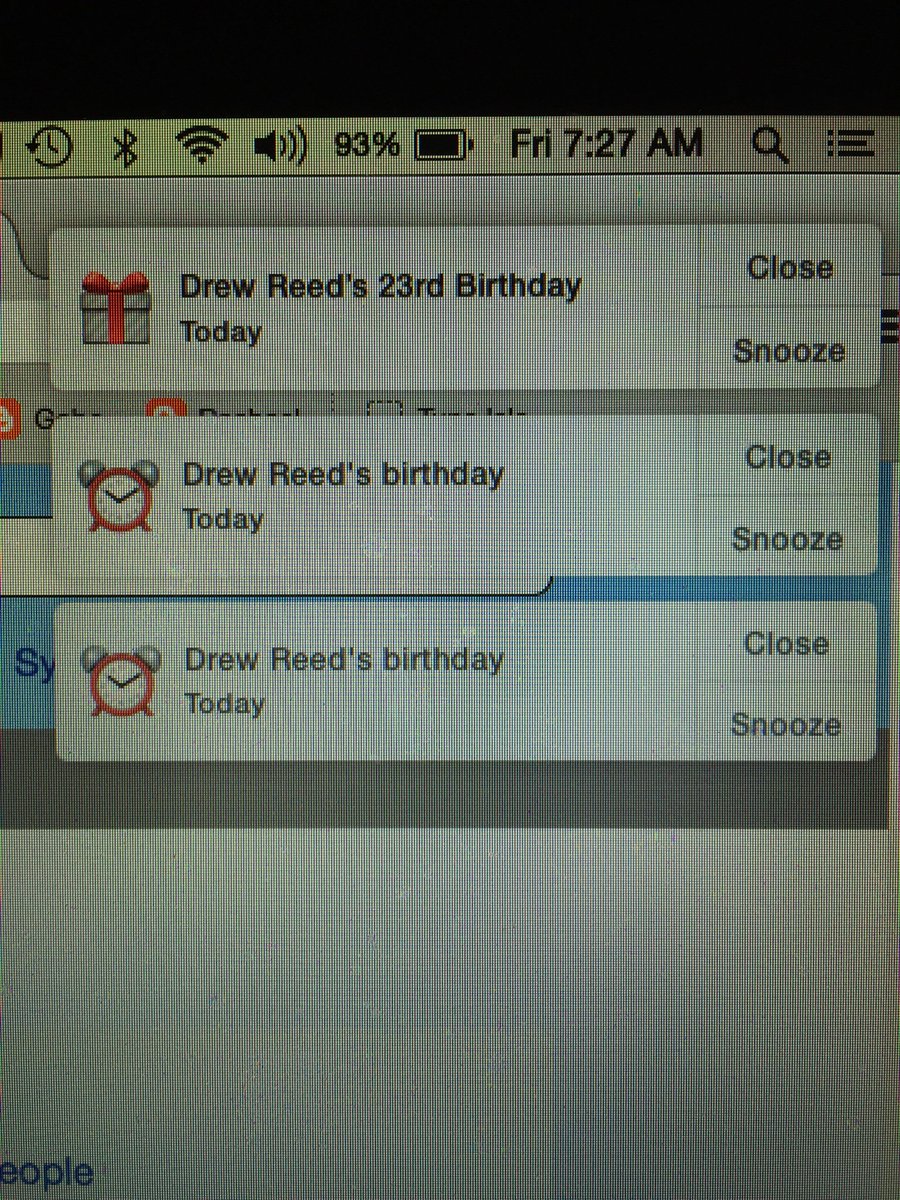 93% Fri 7:27 AM
Drew Reed's 23rd Birthday
Today
Close
Snooze
Drew Reed's birthday
Today
Close
Snooze
Sy
Drew Reed's birthday
Today
Close
Snooze
eople